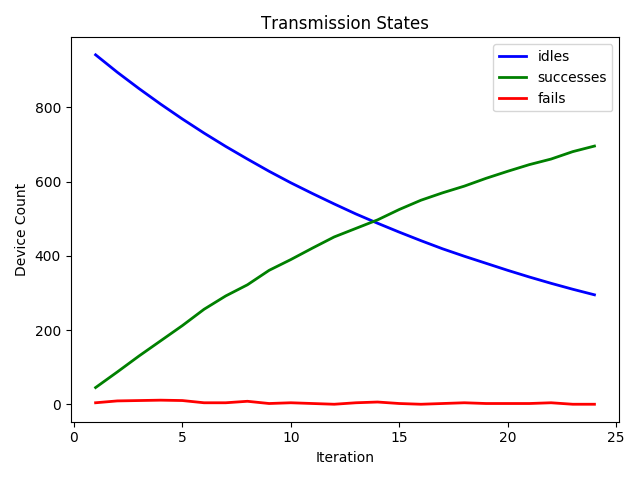 Transmission States
idles
successes
fails
Device Count
800
600
400
200
0
0 5 10 15 20 25
Iteration